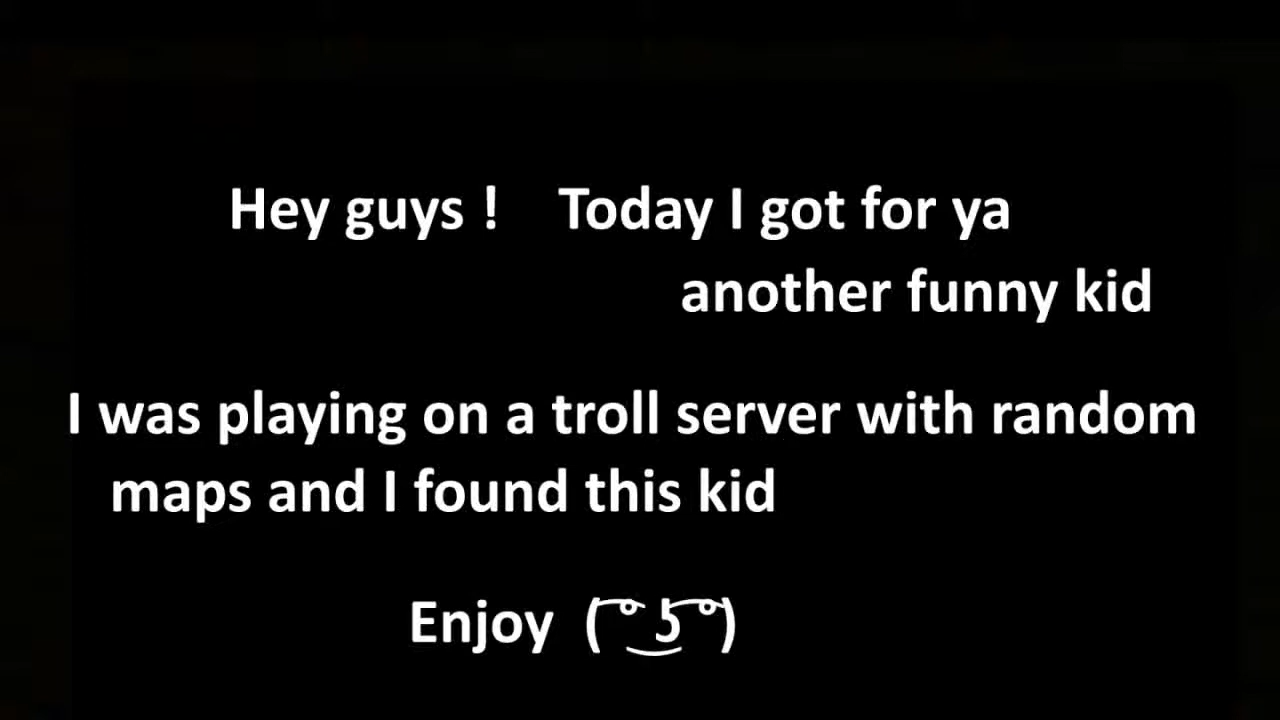 Hey guys ! Today I got for ya
another funny kid
I was playing on a troll server with random
maps and I found this kid
Enjoy ( ͡° ͜ʖ ͡°)